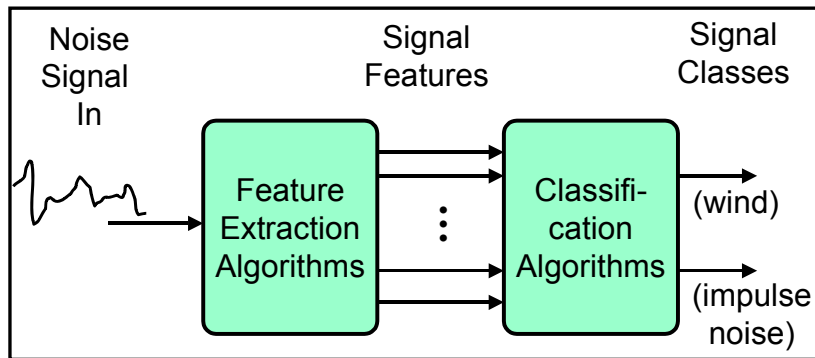 Noise
Signal
In
Signal
Features
Signal
Classes
Feature
Extraction
Algorithms
Classifi-
cation
Algorithms
(wind)
(impulse
noise)